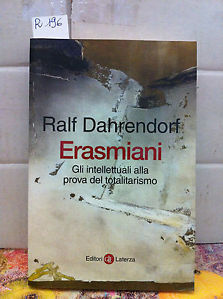 R 196
Ralf Dahrendorf
Erasmiani
Gli intellettuali alla
prova del totalitarismo
Editori Laterza